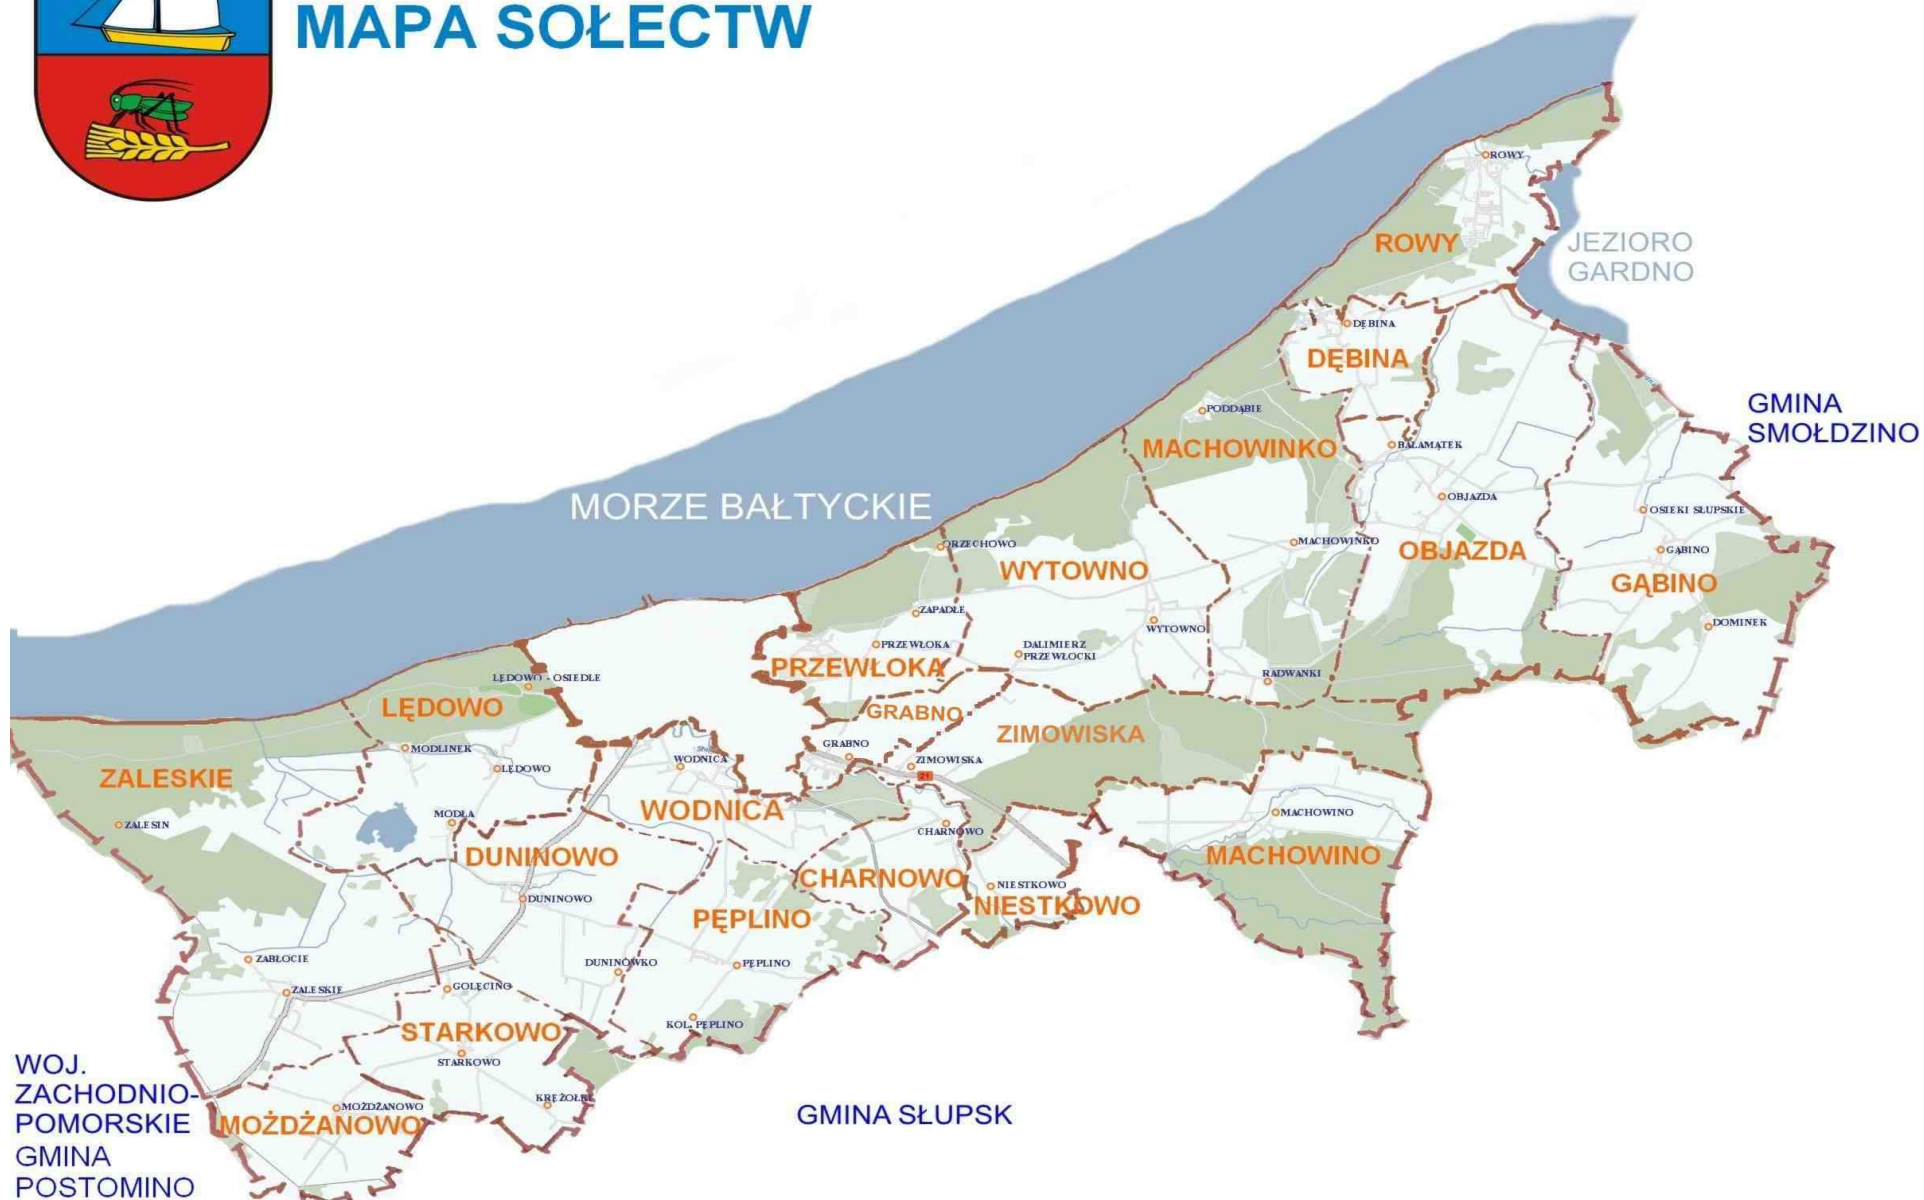 MAPA SOŁECTW
ROWY
ROWY
JEZIORO
GARDNO
DĘBINA
DĘBINA
GMINA
SMOŁDZINO
PODDĄBIE
MACHOWINKO
BAŁAMĄTEK
OBJAZDA
OSIEKI SŁUPSKIE
MORZE BAŁTYCKIE
ORZECHOWO
MACHOWINKO
OBJAZDA
GĄBINO
WYTOWNO
GĄBINO
ZAPADŁE
DOMINEK
WYTOWNO
PRZEWŁOKA
DALIMIERZ
PRZEWŁOCKI
PRZEWŁOKA
RADWANKI
LĘDOWO - OSIEDLE
LĘDOWO
GRABNO
ZIMOWISKA
MODLINEK
GRABNO
WODNICA
ZIMOWISKA
LĘDOWO
21
ZALESKIE
WODNICA
MODŁA
ZALESIN
CHARNOWO
MACHOWINO
DUNINOWO
MACHOWINO
CHARNOWO
NIESTKOWO
DUNINOWO
NIESTKOWO
PĘPLINO
ZABŁOCIE
DUNINÓWKO
PĘPLINO
ZALESKIE
GOLĘCINO
STARKOWO
KOL. PĘPLINO
STARKOWO
WOJ.
ZACHODNIO-
POMORSKIE
GMINA
POSTOMINO
KRĘŻOŁKI
MOŻDŻANOWO
MOŻDŻANOWO
GMINA SŁUPSK